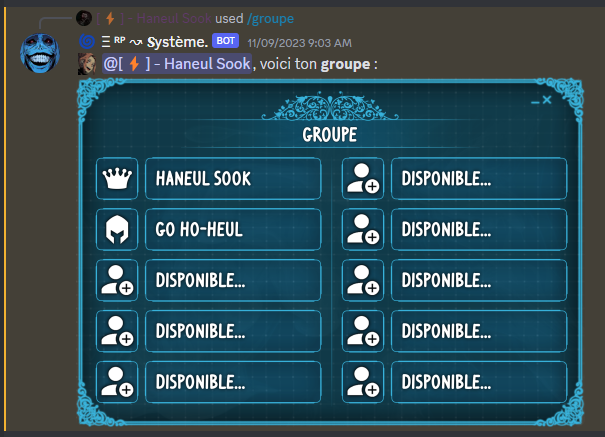 [ ⚡ ] - Haneul Sook used /groupe
Ξ ᴿᴾ ↝ Système. BOT 11/09/2023 9:03 AM
@[ ⚡ ] - Haneul Sook, voici ton groupe :
GROUPE
HANEUL SOOK
DISPONIBLE...
GO HO-HEUL
DISPONIBLE...
DISPONIBLE...
DISPONIBLE...
DISPONIBLE...
DISPONIBLE...
DISPONIBLE...
DISPONIBLE...